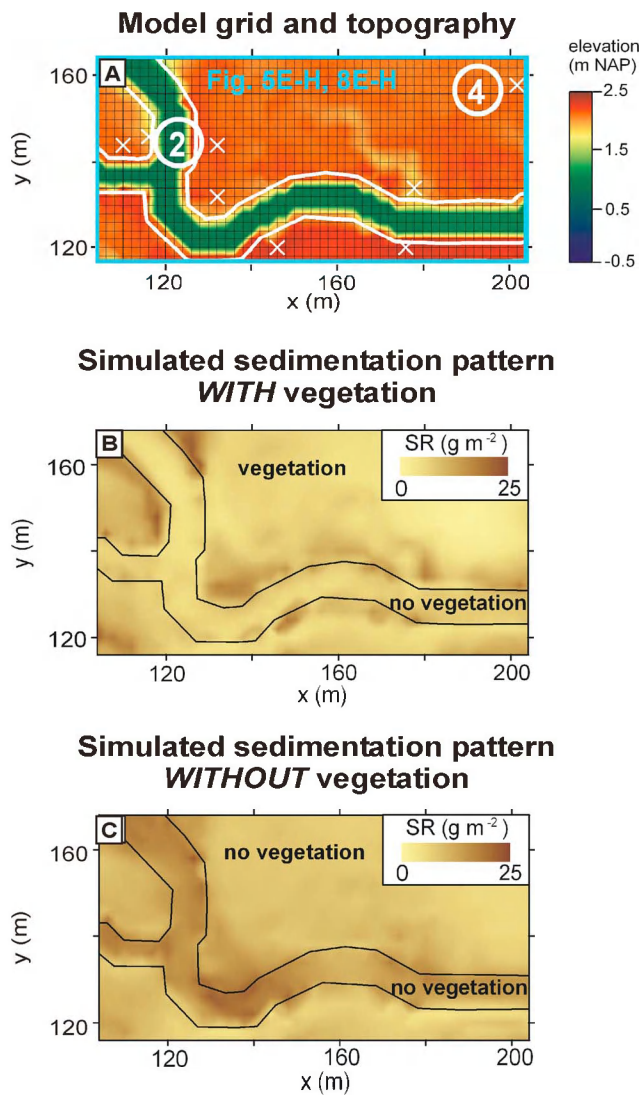 Model grid and topography
A
Fig. 5E-H, 8E-H
2
4
160
120
y (m)
120
160
200
x (m)
elevation
(m NAP)
2.5
1.5
0.5
-0.5
Simulated sedimentation pattern
WITH vegetation
B
vegetation
SR (g m-2)
0
25
no vegetation
160
120
y (m)
120
160
200
x (m)
Simulated sedimentation pattern
WITHOUT vegetation
C
no vegetation
SR (g m-2)
0
25
no vegetation
160
120
y (m)
120
160
200
x (m)